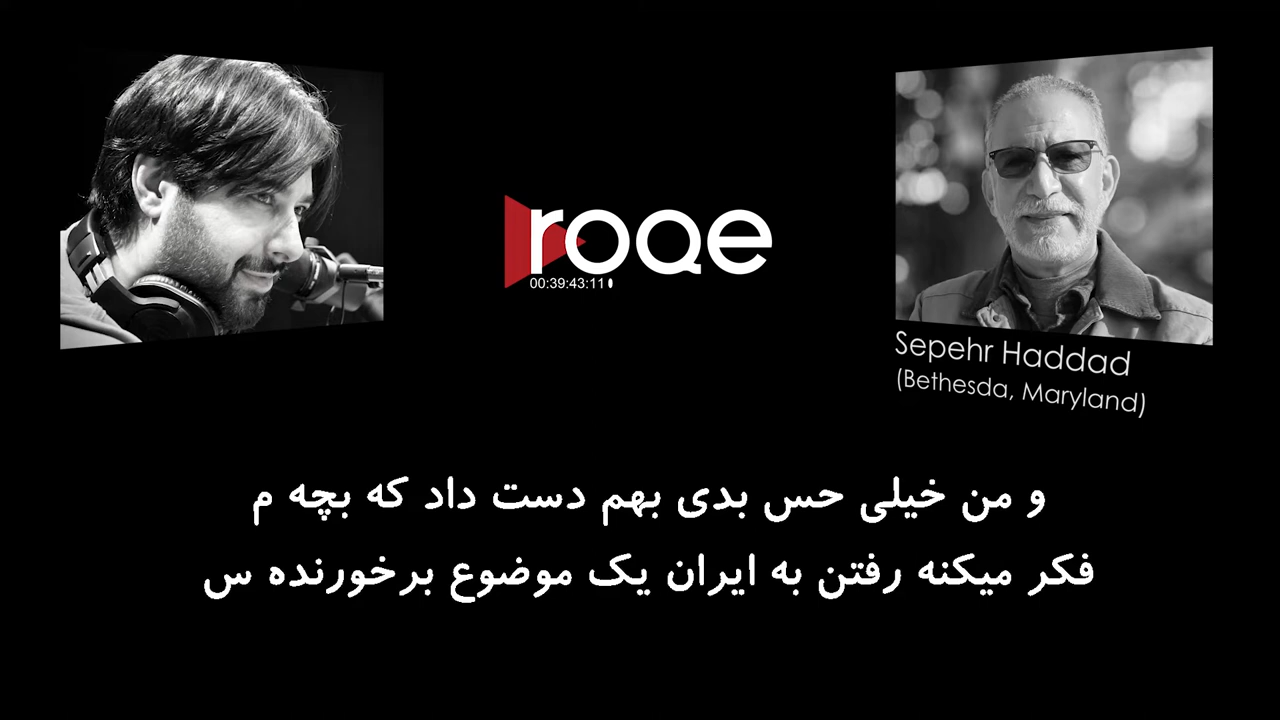 roqe
00:39:43:11
Sepehr Haddad
(Bethesda, Maryland)
و من خیلی حس بدی بهم دست داد که بچه م
فکر میکنه رفتن به ایران یک موضوع برخورنده س